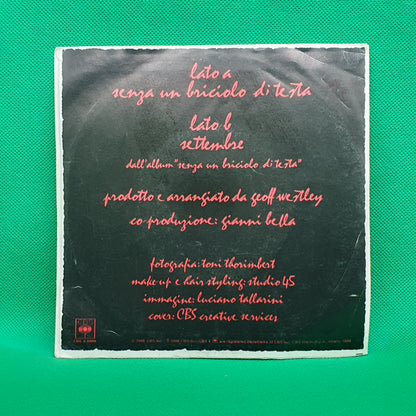 lato a
senza un briciolo di testa
lato b
settembre
dall'album "senza un briciolo di testa"
prodotto e arrangiato da geoff westley
co-produzione: gianni bella
fotografia: toni thorimbert
make up e hair styling: studio 45
immagine: luciano tallarini
cover: CBS creative services